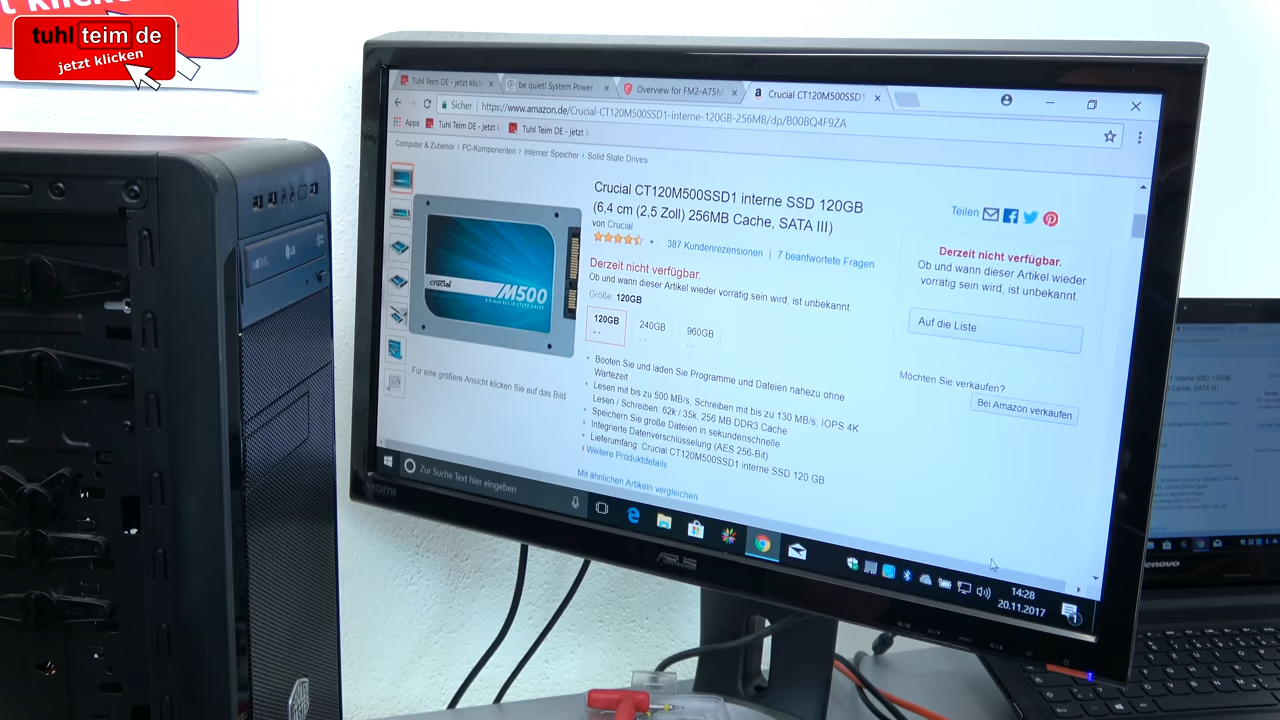 t klicken
tuhl teim de
jetzt klicken
Tuhl Teim DE - jetzt klick
be quiet! System Power
Overview for FM2-A75M
Crucial CT120M500SSD1
Sicher
https://www.amazon.de/Crucial-CT120M500SSD1-interne-120GB-256MB/dp/B00BQ4F9ZA
Apps
Tuhl Teim DE - jetzt k
Tuhl Teim DE - jetzt k
Computer & Zubehör › PC-Komponenten › Interner Speicher › Solid State Drives
Crucial CT120M500SSD1 interne SSD 120GB
(6,4 cm (2,5 Zoll) 256MB Cache, SATA III)
von Crucial
387 Kundenrezensionen | 7 beantwortete Fragen
Derzeit nicht verfügbar.
Ob und wann dieser Artikel wieder vorrätig sein wird, ist unbekannt
Größe: 120GB
120GB
- -
240GB
960GB
Booten Sie und laden Sie Programme und Dateien nahezu ohne
Wartezeit
Lesen mit bis zu 500 MB/s, Schreiben mit bis zu 130 MB/s, IOPS 4K
Lesen / Schreiben: 62k / 35k, 256 MB DDR3 Cache
Speichern Sie große Dateien in sekundenschnelle
Integrierte Datenverschlüsselung (AES 256-Bit)
Lieferumfang: Crucial CT120M500SSD1 interne SSD 120 GB
› Weitere Produktdetails
Mit ähnlichen Artikeln vergleichen
crucial
M500
2.5-inch SOLID STATE DRIVE
Für eine größere Ansicht klicken Sie auf das Bild
Teilen
Derzeit nicht verfügbar.
Ob und wann dieser Artikel wieder
vorrätig sein wird, ist unbekannt.
Auf die Liste
Möchten Sie verkaufen?
Bei Amazon verkaufen
Zur Suche Text hier eingeben
14:28
20.11.2017
1
HDMI
ASUS
LG
lenovo